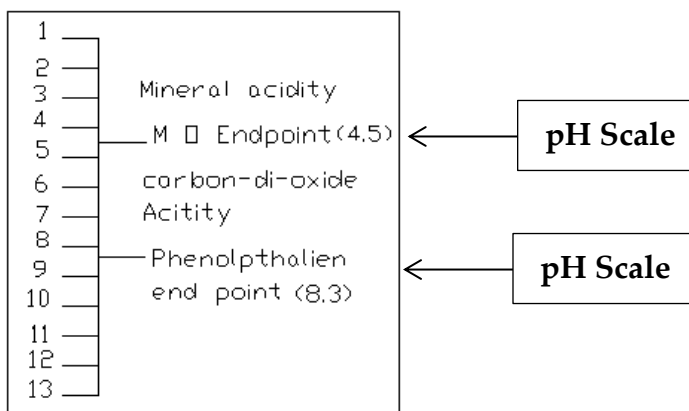 1
2
3
Mineral acidity
4
M □ Endpoint(4.5)
pH Scale
5
6
carbon-di-oxide
7
Acitity
8
Phenolpthalien
pH Scale
9
end point (8.3)
10
11
12
13